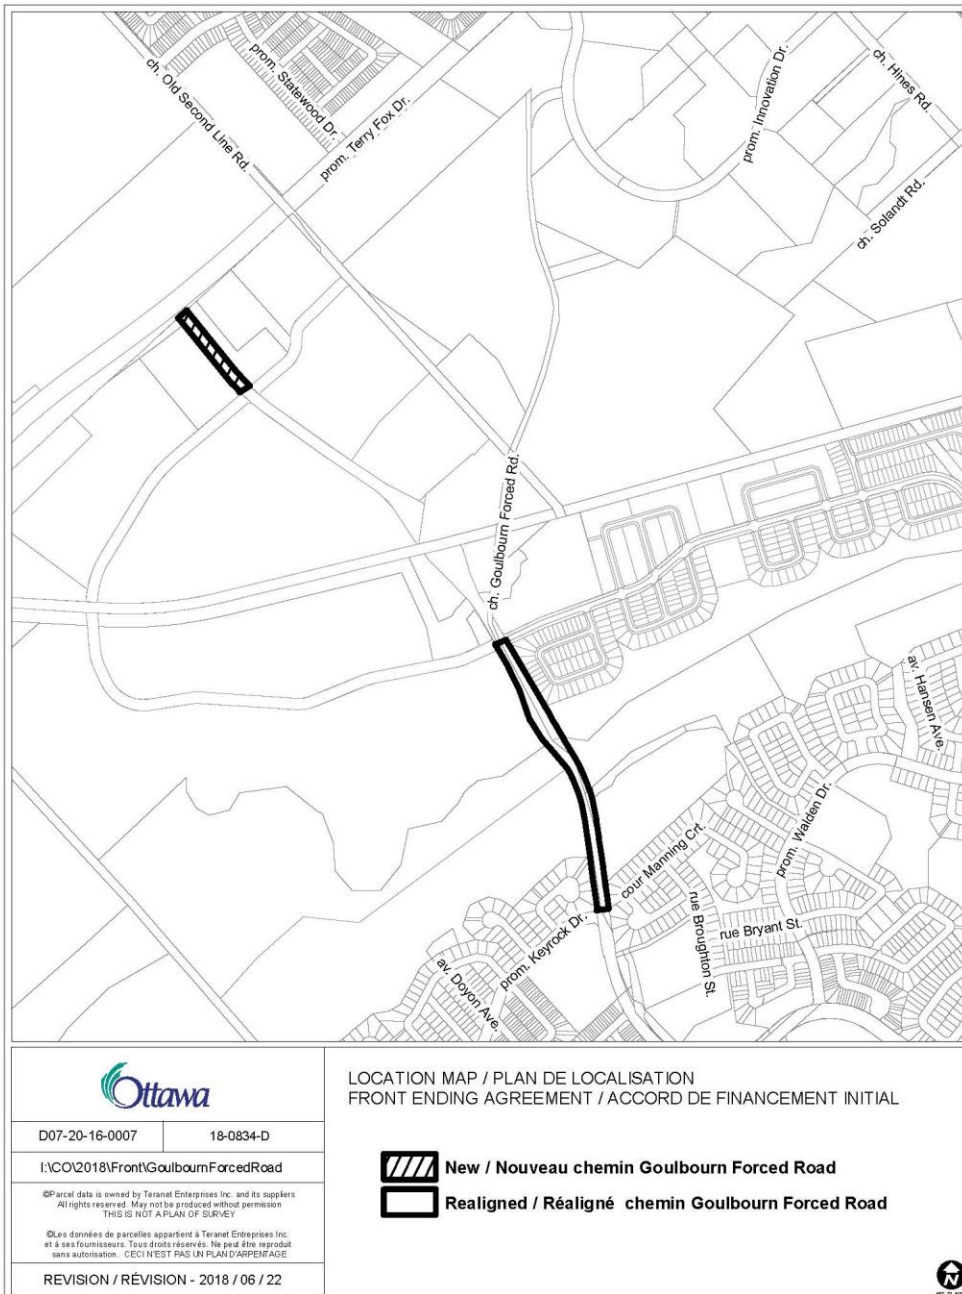 ch. Old Second Line Rd.
prom. Statewood Dr.
prom. Terry Fox Dr.
prom. Innovation Dr.
ch. Hines Rd.
ch. Solandt Rd.
ch. Goulbourn Forced Rd.
av. Hansen Ave.
prom. Walden Dr.
cour Manning Crt.
rue Bryant St.
rue Broughton St.
prom. Keyrock Dr.
av. Doyon Ave.
Ottawa
D07-20-16-0007
18-0834-D
I:\CO\2018\Front\GoulbournForcedRoad
©Parcel data is owned by Teranet Enterprises Inc. and its suppliers
All rights reserved. May not be produced without permission
THIS IS NOT A PLAN OF SURVEY
©Les données de parcelles appartient à Teranet Entreprises Inc.
et à ses fournisseurs. Tous droits réservés. Ne peut être reproduit
sans autorisation. CECI N'EST PAS UN PLAN D'ARPENTAGE
REVISION / RÉVISION - 2018 / 06 / 22
LOCATION MAP / PLAN DE LOCALISATION
FRONT ENDING AGREEMENT / ACCORD DE FINANCEMENT INITIAL
New / Nouveau chemin Goulbourn Forced Road
Realigned / Réaligné chemin Goulbourn Forced Road
N